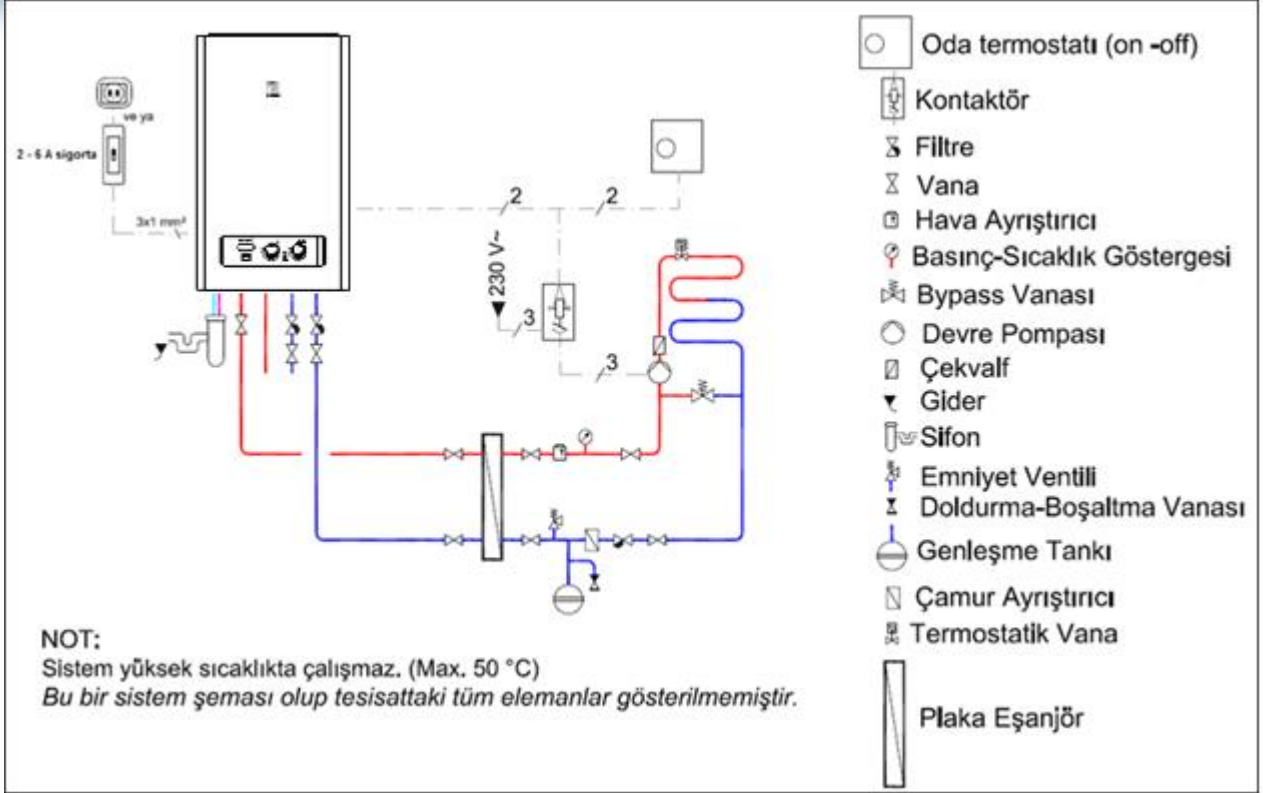 ve ya
2 - 6 A sigorta
3x1 mm²
2
2
230 V~
3
3
Oda termostatı (on -off)
Kontaktör
Filtre
Vana
Hava Ayrıştırıcı
Basınç-Sıcaklık Göstergesi
Bypass Vanası
Devre Pompası
Çekvalf
Gider
Sifon
Emniyet Ventili
Doldurma-Boşaltma Vanası
Genleşme Tankı
Çamur Ayrıştırıcı
Termostatik Vana
Plaka Eşanjör
NOT:
Sistem yüksek sıcaklıkta çalışmaz. (Max. 50 °C)
Bu bir sistem şeması olup tesisattaki tüm elemanlar gösterilmemiştir.